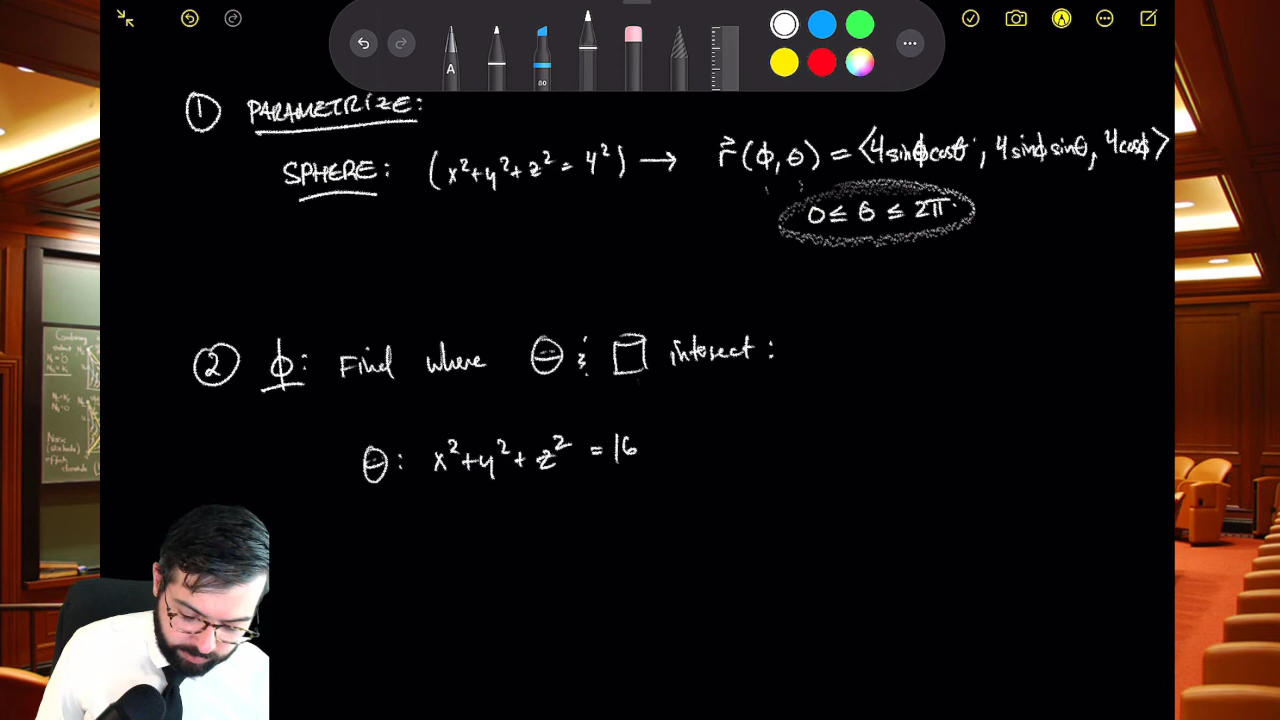 A
80
① PARAMETRIZE:
SPHERE: (x²+y²+z² = 4²) → r⃗(ϕ,θ) = ⟨4sinϕcosθ, 4sinϕsinθ, 4cosϕ⟩
0 ≤ θ ≤ 2π
② ϕ: Find where & intersect:
: x²+y²+z² = 16